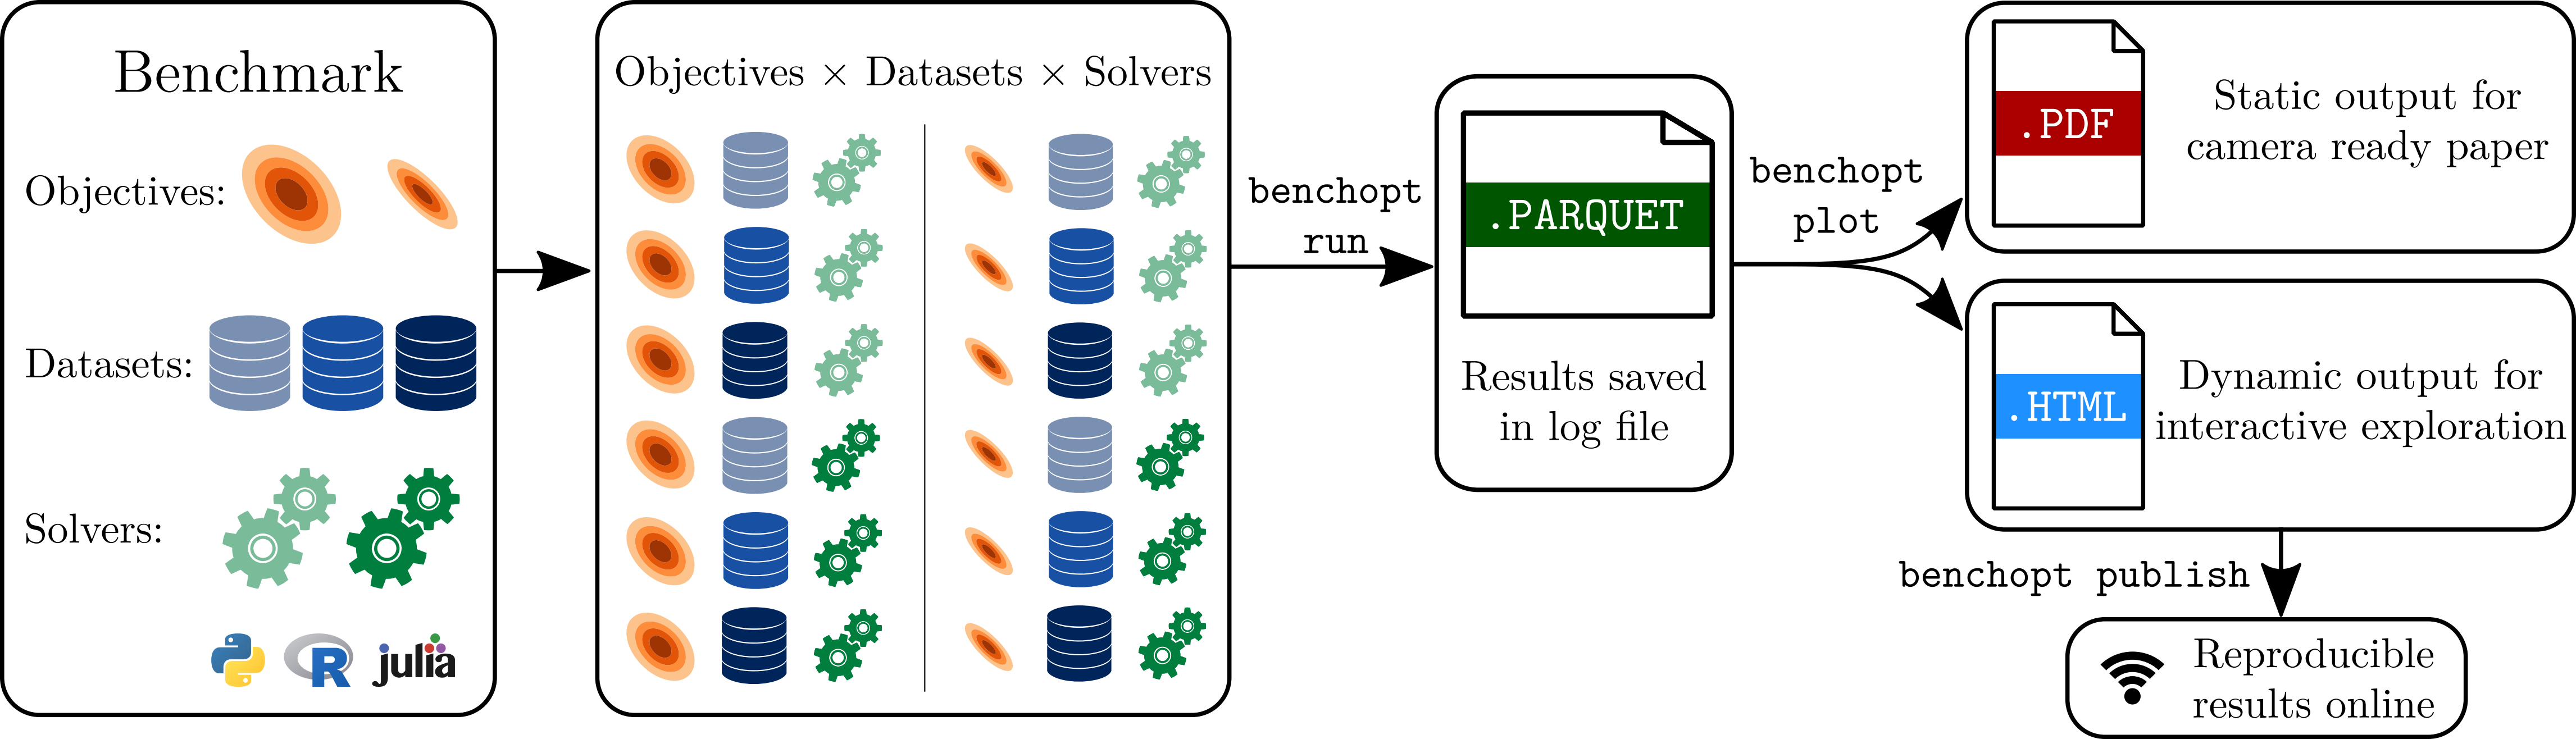 Benchmark
Objectives:
Datasets:
Solvers:
R
julia
Objectives × Datasets × Solvers
benchopt
run
.PARQUET
Results saved
in log file
benchopt
plot
.PDF
Static output for
camera ready paper
.HTML
Dynamic output for
interactive exploration
benchopt publish
Reproducible
results online